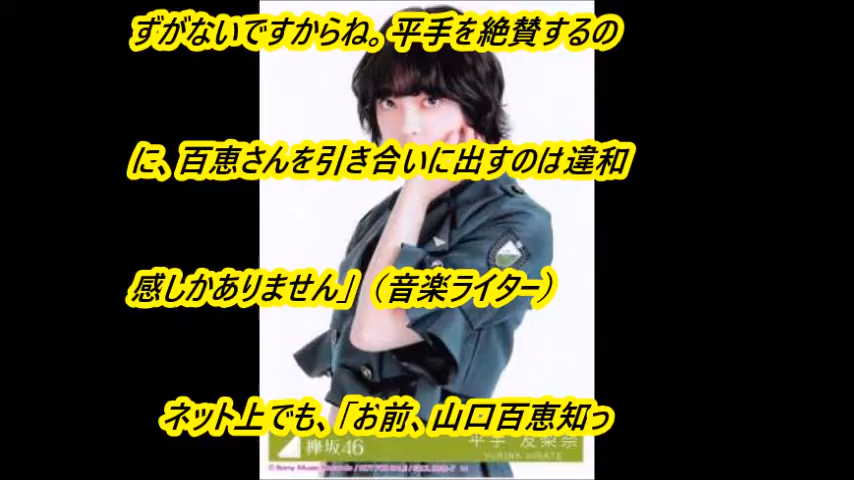 ずがないですからね。平手を絶賛するの
に、百恵さんを引き合いに出すのは違和
感しかありません」（音楽ライター）
ネット上でも、「お前、山口百恵知っ
欅坂46
平手 友梨奈
YURINA HIRATE